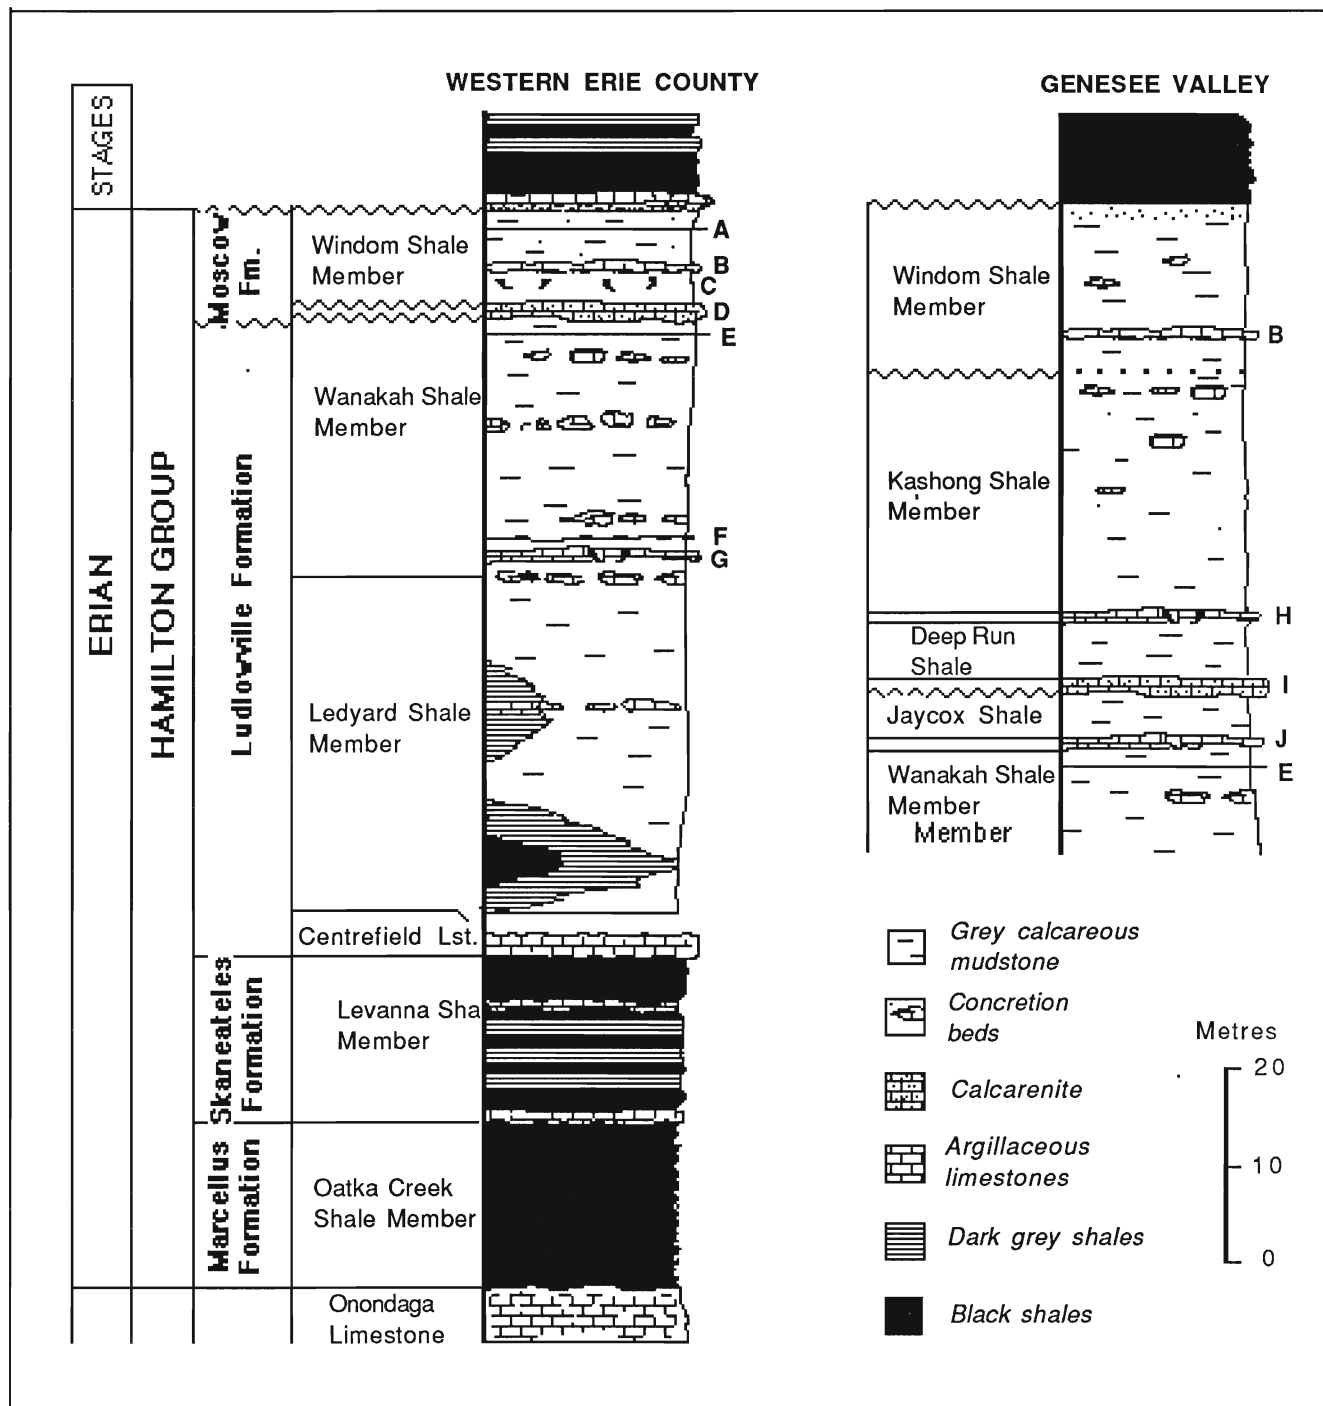 WESTERN ERIE COUNTY
GENESEE VALLEY
STAGES
ERIAN
HAMILTON GROUP
Moscow
Fm.
Ludlowville Formation
Skaneateles
Formation
Marcellus
Formation
Windom Shale
Member
Wanakah Shale
Member
Ledyard Shale
Member
Centrefield Lst.
Levanna Sha
Member
Oatka Creek
Shale Member
Onondaga
Limestone
A
B
C
D
E
F
G
Windom Shale
Member
Kashong Shale
Member
Deep Run
Shale
Jaycox Shale
Wanakah Shale
Member
Member
B
H
I
J
E
Grey calcareous
mudstone
Concretion
beds
Calcarenite
Argillaceous
limestones
Dark grey shales
Black shales
Metres
20
10
0